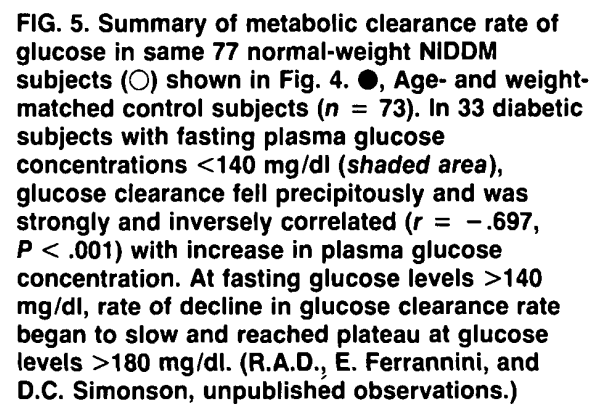 FIG. 5. Summary of metabolic clearance rate of
glucose in same 77 normal-weight NIDDM
subjects (○) shown in Fig. 4. ●, Age- and weight-
matched control subjects (n = 73). In 33 diabetic
subjects with fasting plasma glucose
concentrations <140 mg/dl (shaded area),
glucose clearance fell precipitously and was
strongly and inversely correlated (r = −.697,
P < .001) with increase in plasma glucose
concentration. At fasting glucose levels >140
mg/dl, rate of decline in glucose clearance rate
began to slow and reached plateau at glucose
levels >180 mg/dl. (R.A.D., E. Ferrannini, and
D.C. Simonson, unpublished observations.)